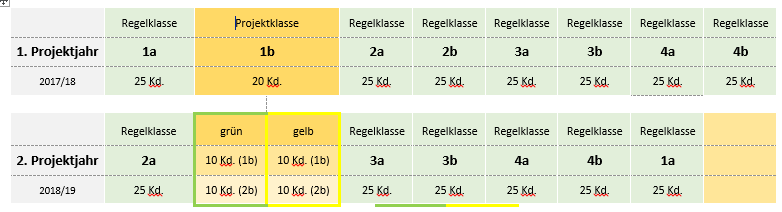 Regelklasse Projektklasse Regelklasse Regelklasse Regelklasse Regelklasse Regelklasse Regelklasse
1. Projektjahr 1a 1b 2a 2b 3a 3b 4a 4b
2017/18 25 Kd. 20 Kd. 25 Kd. 25 Kd. 25 Kd. 25 Kd. 25 Kd. 25 Kd.
Regelklasse grün gelb Regelklasse Regelklasse Regelklasse Regelklasse Regelklasse
2. Projektjahr 2a 10 Kd. (1b) 10 Kd. (1b) 3a 3b 4a 4b 1a
2018/19 25 Kd. 10 Kd. (2b) 10 Kd. (2b) 25 Kd. 25 Kd. 25 Kd. 25 Kd. 25 Kd.